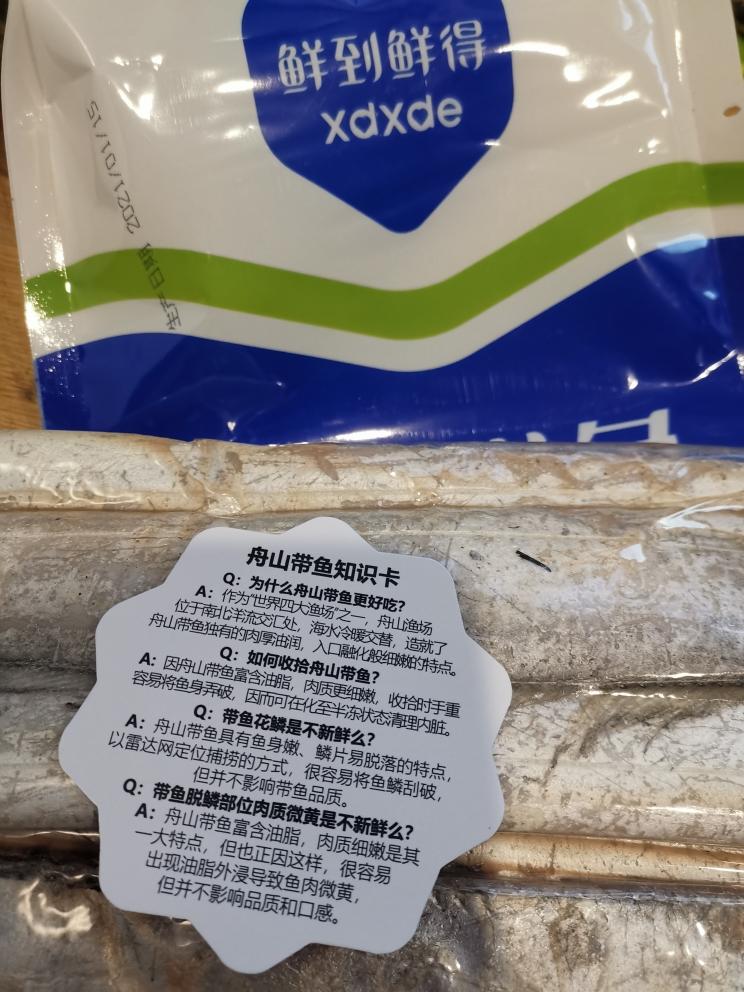 鲜到鲜得
xdxde
生产日期 2021/01/15
舟山带鱼知识卡
Q：为什么舟山带鱼更好吃？
A：作为"世界四大渔场"之一，舟山渔场
位于南北洋流交汇处，海水冷暖交替，造就了
舟山带鱼独有的肉厚油润，入口融化般细嫩的特点。
Q：如何收拾舟山带鱼？
A：因舟山带鱼富含油脂，肉质更细嫩，收拾时手重
容易将鱼身弄破，因而可在化至半冻状态清理内脏。
Q：带鱼花鳞是不新鲜么？
A：舟山带鱼具有鱼身嫩、鳞片易脱落的特点，
以雷达网定位捕捞的方式，很容易将鱼鳞刮破，
但并不影响带鱼品质。
Q：带鱼脱鳞部位肉质微黄是不新鲜么？
A：舟山带鱼富含油脂，肉质细嫩是其
一大特点，但也正因这样，很容易
出现油脂外浸导致鱼肉微黄，
但并不影响品质和口感。